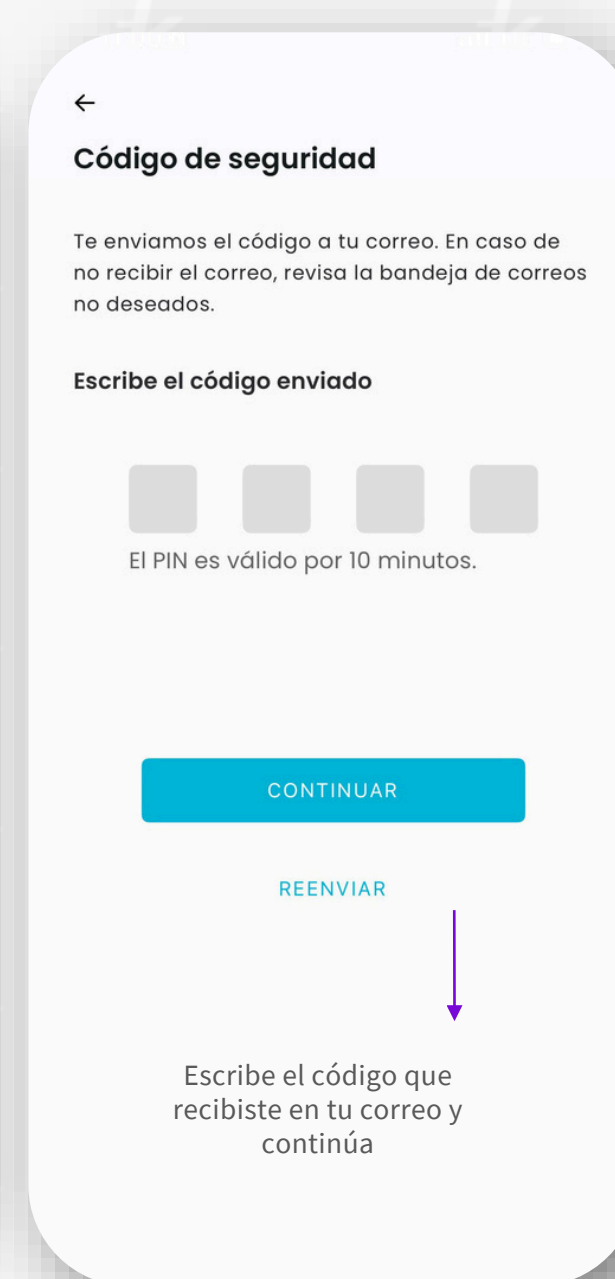 Código de seguridad
Te enviamos el código a tu correo. En caso de
no recibir el correo, revisa la bandeja de correos
no deseados.
Escribe el código enviado
El PIN es válido por 10 minutos.
CONTINUAR
REENVIAR
Escribe el código que
recibiste en tu correo y
continúa